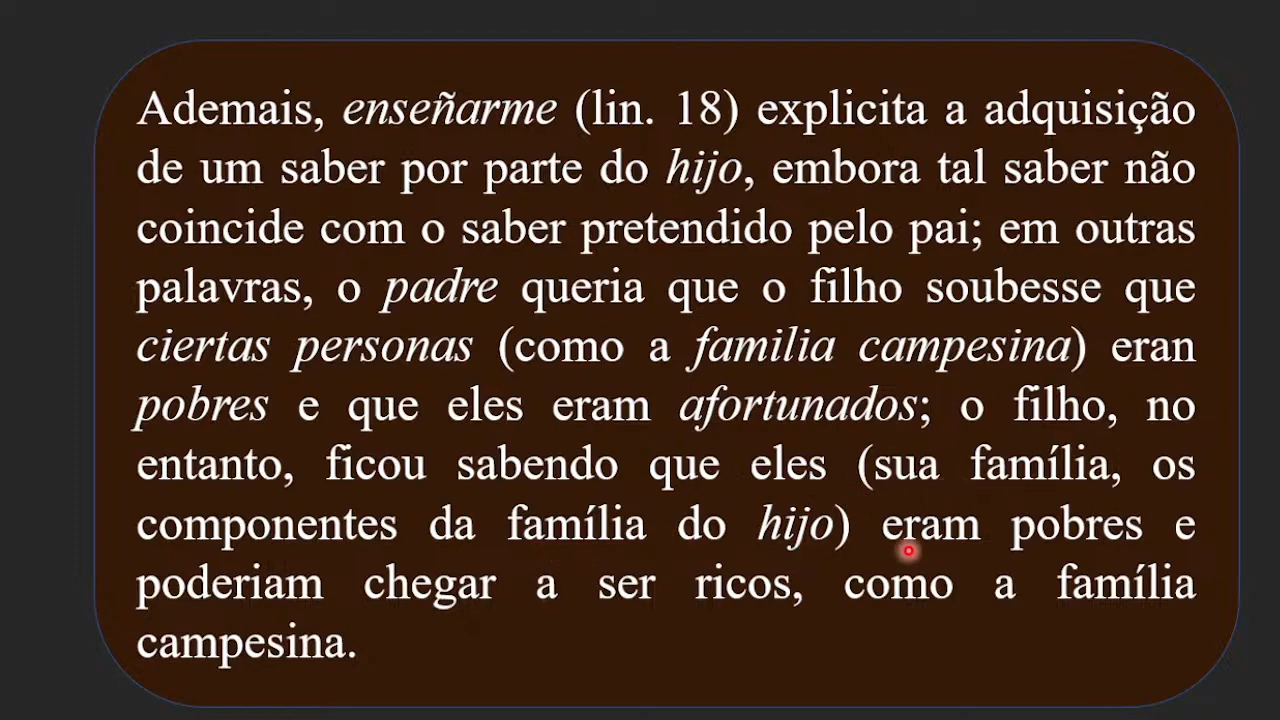 Ademais, enseñarme (lin. 18) explicita a adquisição
de um saber por parte do hijo, embora tal saber não
coincide com o saber pretendido pelo pai; em outras
palavras, o padre queria que o filho soubesse que
ciertas personas (como a familia campesina) eran
pobres e que eles eram afortunados; o filho, no
entanto, ficou sabendo que eles (sua família, os
componentes da família do hijo) eram pobres e
poderiam chegar a ser ricos, como a família
campesina.